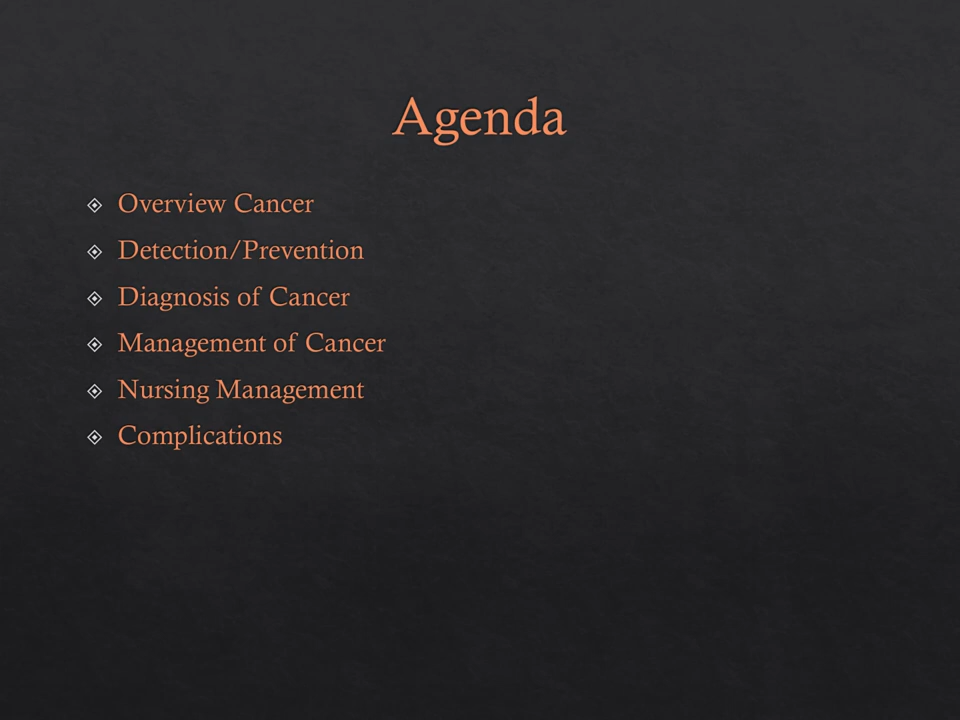 Agenda
Overview Cancer
Detection/Prevention
Diagnosis of Cancer
Management of Cancer
Nursing Management
Complications